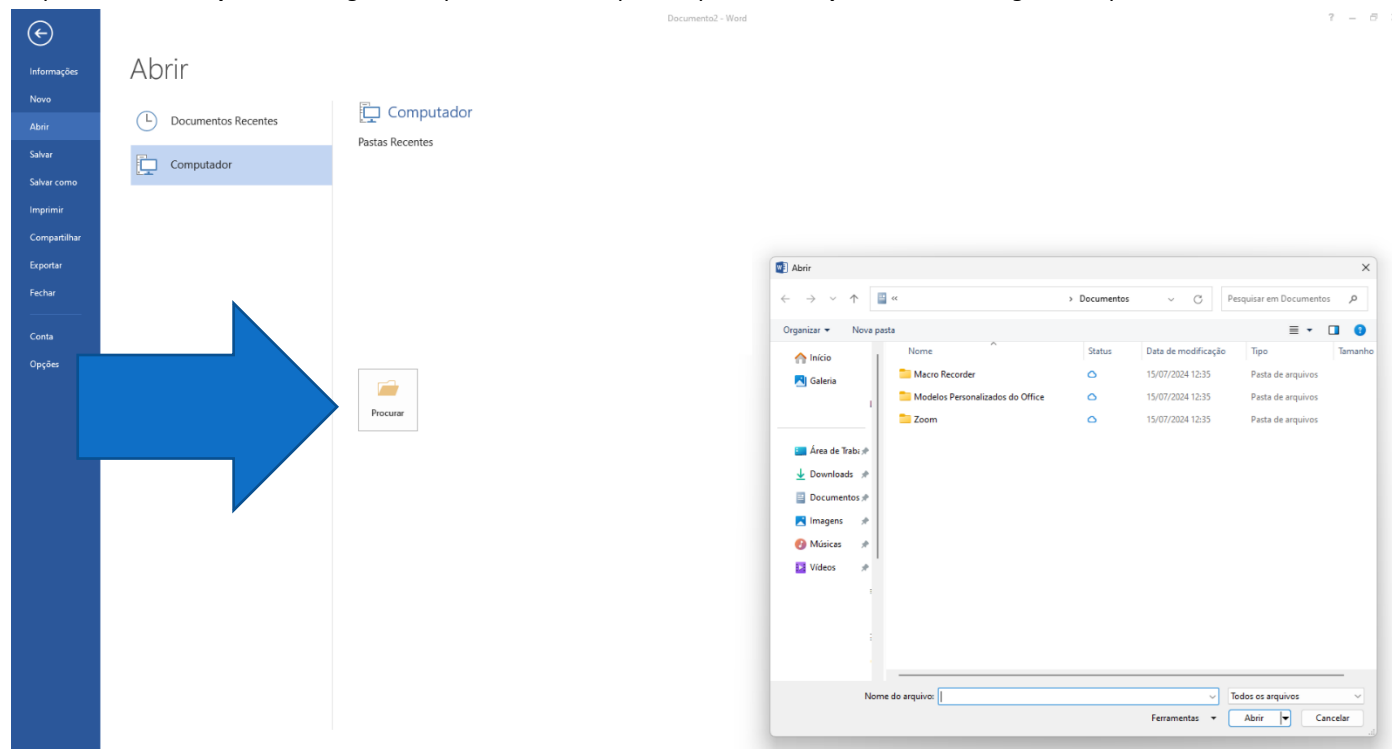 Documento2 - Word
?
Informações
Novo
Abrir
Salvar
Salvar como
Imprimir
Compartilhar
Exportar
Fechar
Conta
Opções
Abrir
Documentos Recentes
Computador
Computador
Pastas Recentes
Procurar
Abrir
« > Documentos
Pesquisar em Documentos
Organizar
Nova pasta
Início
Galeria
Área de Traba
Downloads
Documentos
Imagens
Músicas
Vídeos
Nome Status Data de modificação Tipo Tamanho
Macro Recorder 15/07/2024 12:35 Pasta de arquivos
Modelos Personalizados do Office 15/07/2024 12:35 Pasta de arquivos
Zoom 15/07/2024 12:35 Pasta de arquivos
Nome do arquivo:
Todos os arquivos
Ferramentas
Abrir
Cancelar